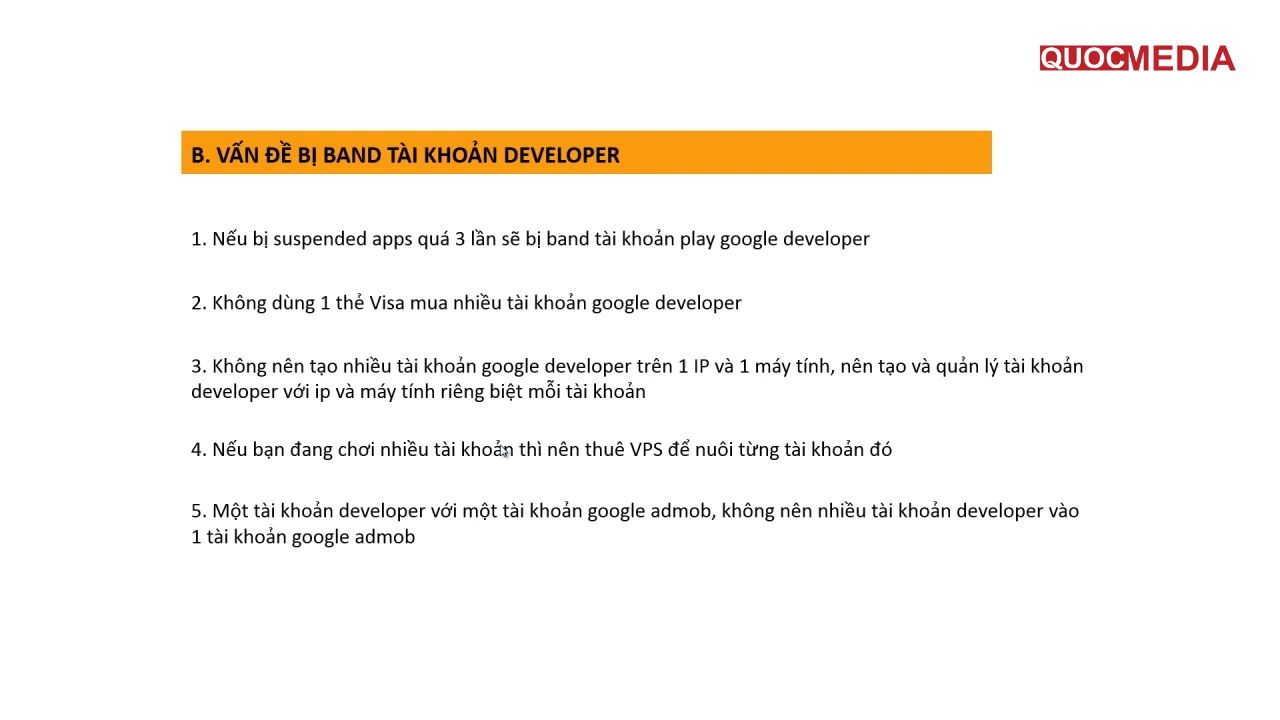 QUOCMEDIA
B. VẤN ĐỀ BỊ BAND TÀI KHOẢN DEVELOPER
1. Nếu bị suspended apps quá 3 lần sẽ bị band tài khoản play google developer
2. Không dùng 1 thẻ Visa mua nhiều tài khoản google developer
3. Không nên tạo nhiều tài khoản google developer trên 1 IP và 1 máy tính, nên tạo và quản lý tài khoản
developer với ip và máy tính riêng biệt mỗi tài khoản
4. Nếu bạn đang chơi nhiều tài khoản thì nên thuê VPS để nuôi từng tài khoản đó
5. Một tài khoản developer với một tài khoản google admob, không nên nhiều tài khoản developer vào
1 tài khoản google admob